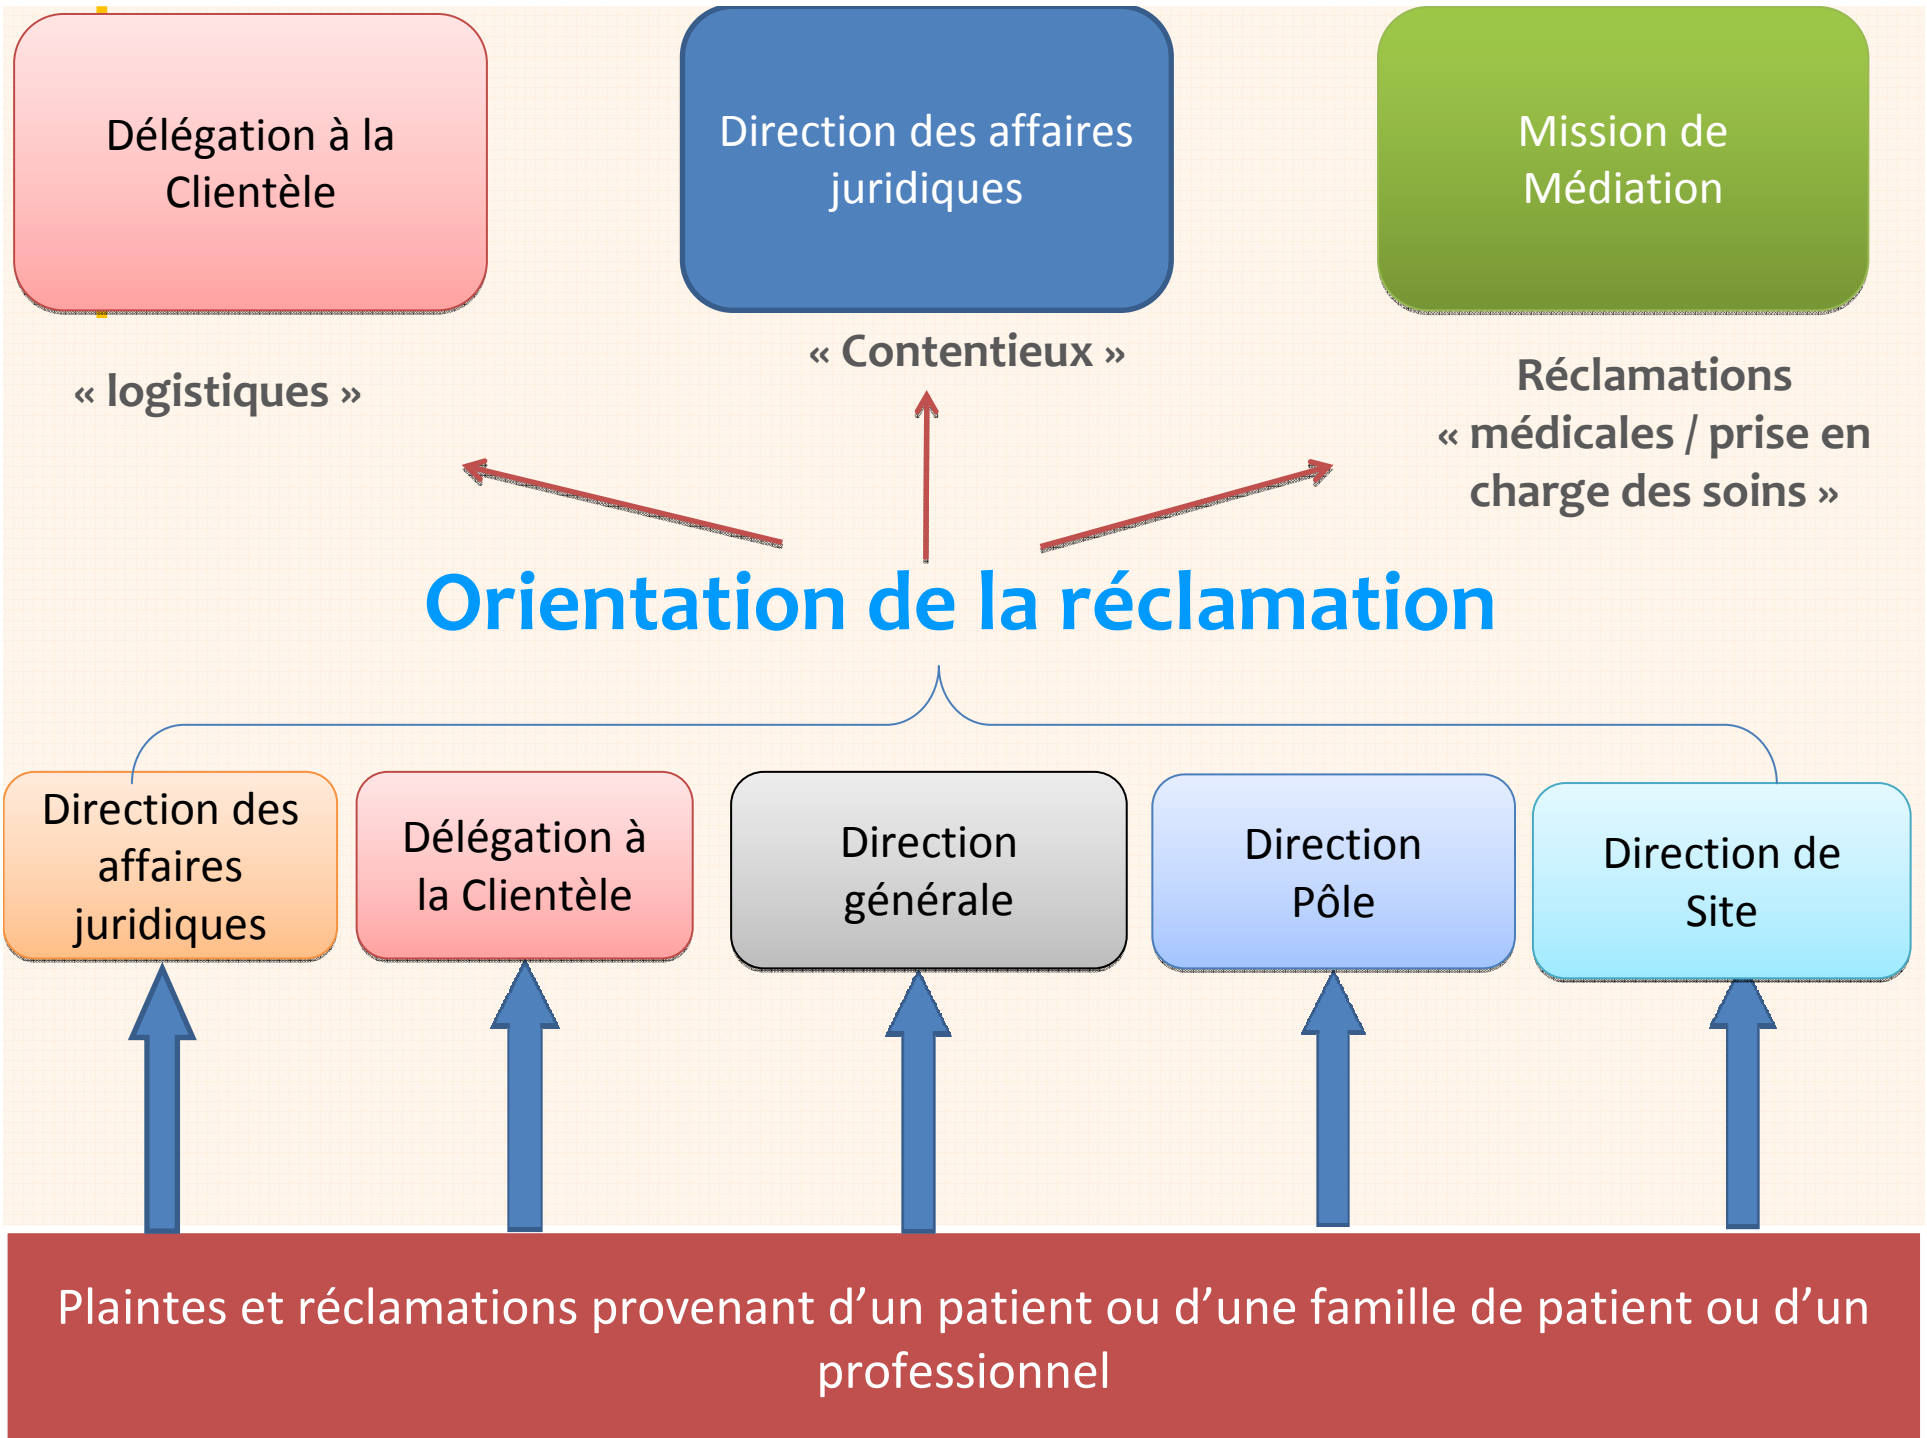 Délégation à la
Clientèle
Direction des affaires
juridiques
Mission de
Médiation
« logistiques »
« Contentieux »
Réclamations
« médicales / prise en
charge des soins »
Orientation de la réclamation
Direction des
affaires
juridiques
Délégation à
la Clientèle
Direction
générale
Direction
Pôle
Direction de
Site
Plaintes et réclamations provenant d’un patient ou d’une famille de patient ou d’un
professionnel